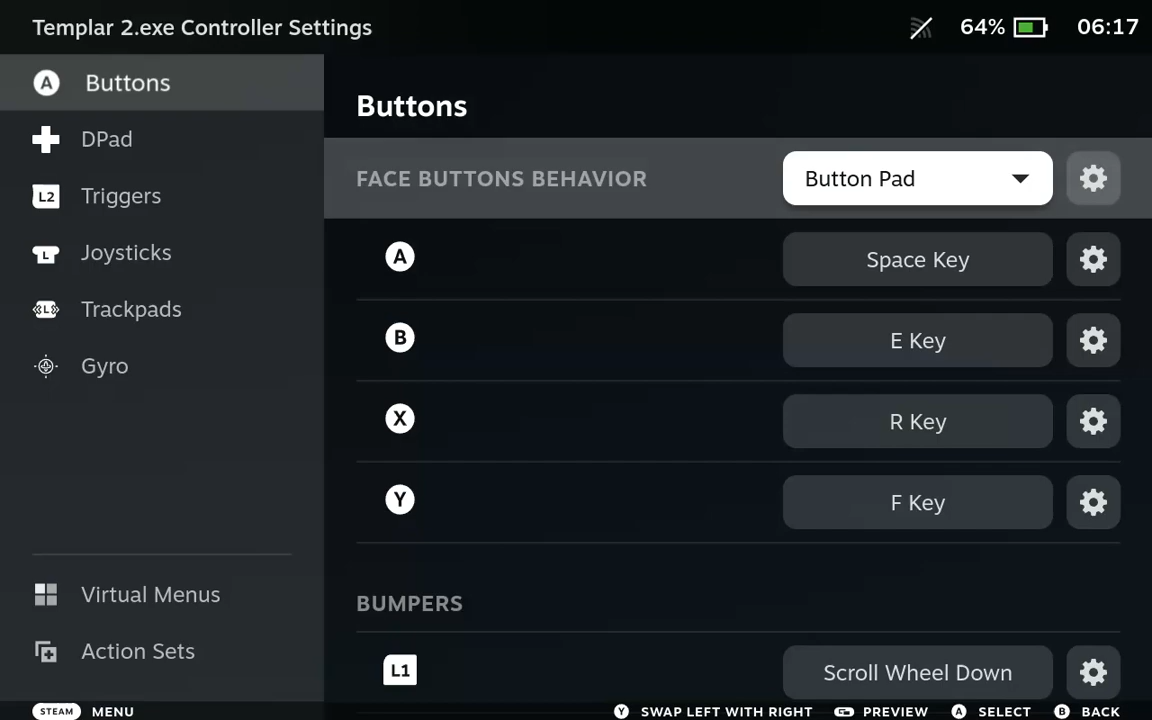 Templar 2.exe Controller Settings
64%
06:17
A Buttons
DPad
L2 Triggers
L Joysticks
L Trackpads
Gyro
Virtual Menus
Action Sets
Buttons
FACE BUTTONS BEHAVIOR Button Pad
A Space Key
B E Key
X R Key
Y F Key
BUMPERS
L1 Scroll Wheel Down
STEAM MENU
Y SWAP LEFT WITH RIGHT PREVIEW A SELECT B BACK